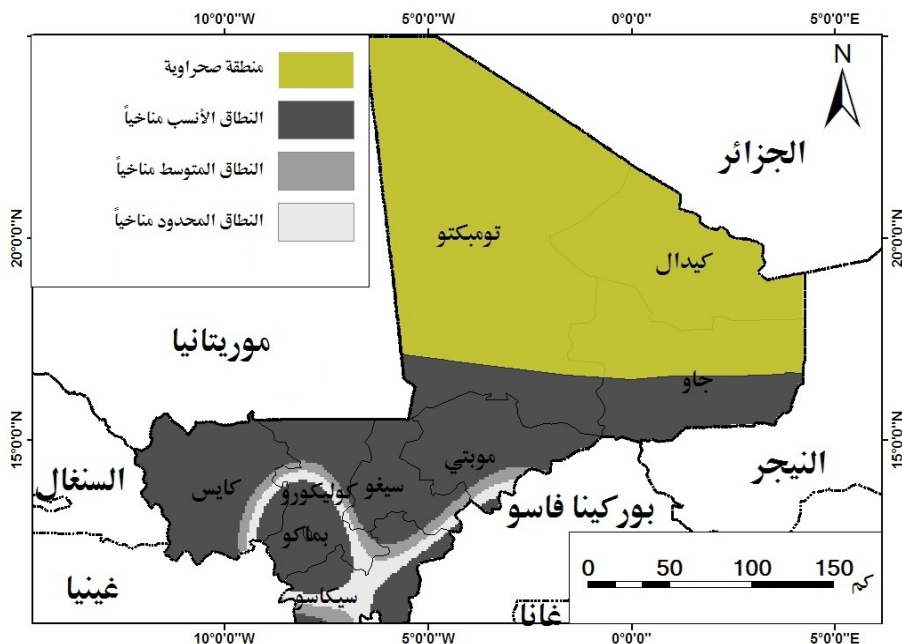 10°0'0"W 5°0'0"W 0°0'0" 5°0'0"E
منطقة صحراوية
النطاق الأنسب مناخياً
النطاق المتوسط مناخياً
النطاق المحدود مناخياً
N
الجزائر
20°0'0"N 20°0'0"N
تومبكتو
كيدال
موريتانيا
جاو
15°0'0"N 15°0'0"N
السنغال
كايس
كوليكورو
سيغو
موبتي
النيجر
بوركينا فاسو
بماكو
غينيا
سيكاسو
غانا
0 50 100 150
كم
10°0'0"W 5°0'0"W 0°0'0" 5°0'0"E